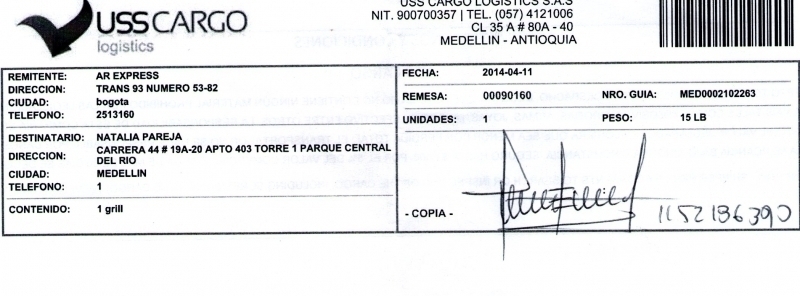 USS CARGO LOGISTICS S.A.S
USSCARGO
logistics
NIT. 900700357 | TEL. (057) 4121006
CL 35 A # 80A - 40
MEDELLIN - ANTIOQUIA
REMITENTE: AR EXPRESS
DIRECCION: TRANS 93 NUMERO 53-82
CIUDAD: bogota
TELEFONO: 2513160
DESTINATARIO: NATALIA PAREJA
DIRECCION: CARRERA 44 # 19A-20 APTO 403 TORRE 1 PARQUE CENTRAL
DEL RIO
CIUDAD: MEDELLIN
TELEFONO: 1
CONTENIDO: 1 grill
FECHA: 2014-04-11
REMESA: 00090160 NRO. GUIA: MED0002102263
UNIDADES: 1 PESO: 15 LB
- COPIA -
1152186390